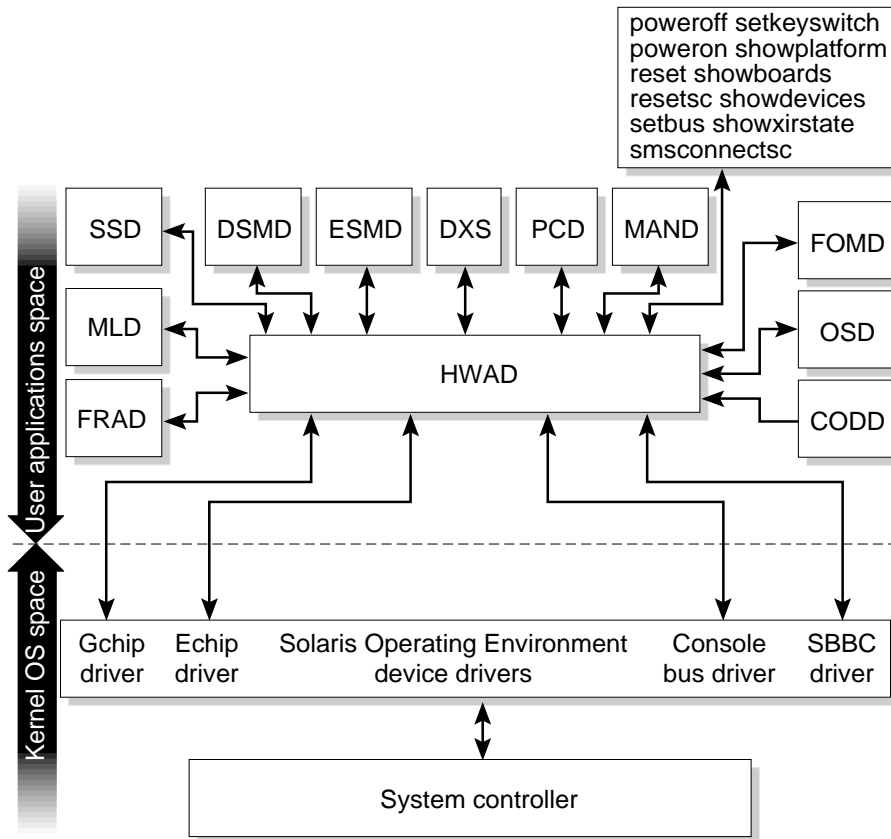 poweroff setkeyswitch
poweron showplatform
reset showboards
resetsc showdevices
setbus showxirstate
smsconnectsc
SSD
DSMD
ESMD
DXS
PCD
MAND
FOMD
MLD
HWAD
OSD
FRAD
CODD
User applications space
Kernel OS space
Gchip
driver
Echip
driver
Solaris Operating Environment
device drivers
Console
bus driver
SBBC
driver
System controller